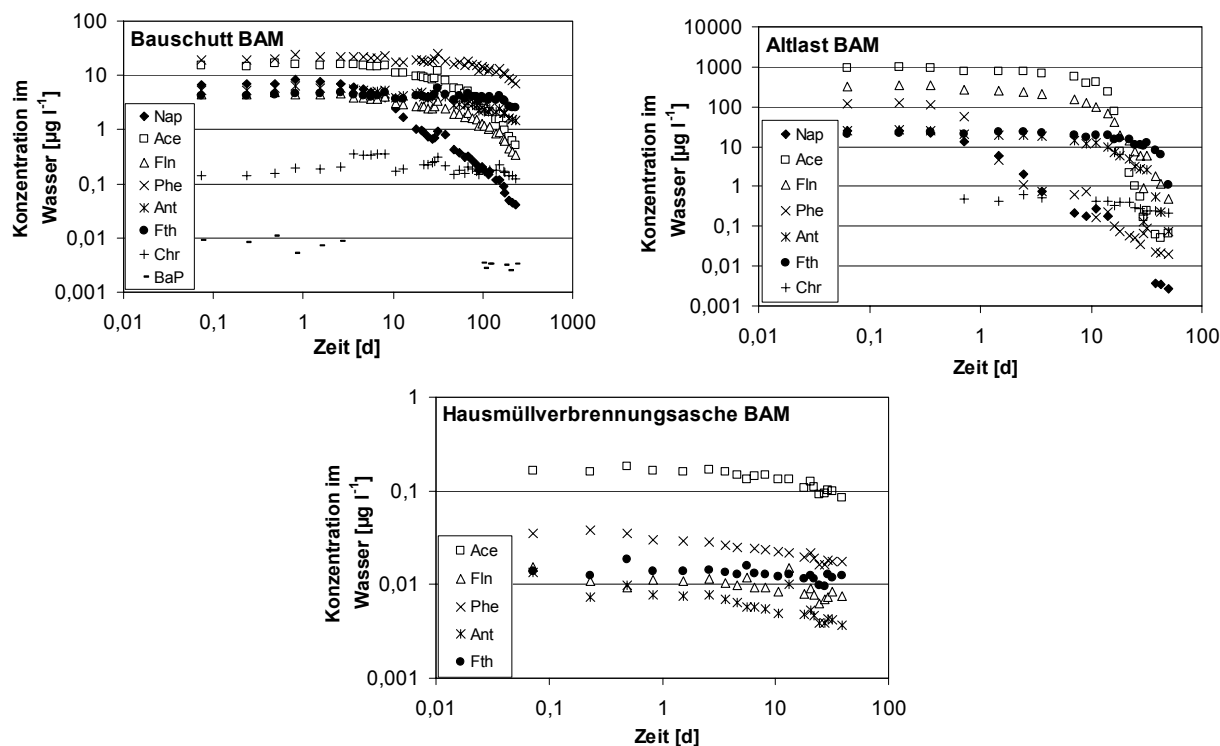 Bauschutt BAM
Konzentration im
Wasser [µg l-1]
100
10
1
0,1
0,01
0,001
Nap
Ace
Fln
Phe
Ant
Fth
Chr
BaP
0,01 0,1 1 10 100 1000
Zeit [d]
Altlast BAM
Konzentration im
Wasser [µg l-1]
10000
1000
100
10
1
0,1
0,01
0,001
Nap
Ace
Fln
Phe
Ant
Fth
Chr
0,01 0,1 1 10 100
Zeit [d]
Hausmüllverbrennungsasche BAM
Konzentration im
Wasser [µg l-1]
1
0,1
0,01
0,001
Ace
Fln
Phe
Ant
Fth
0,01 0,1 1 10 100
Zeit [d]